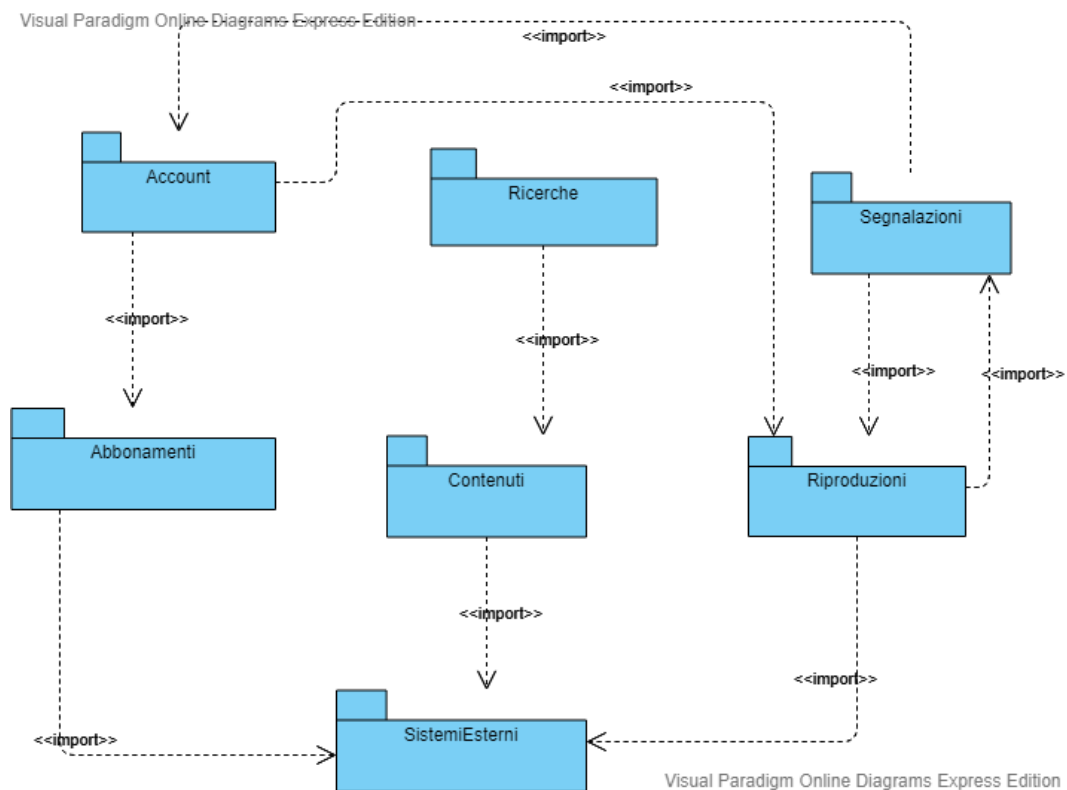 Visual Paradigm Online Diagrams Express Edition
<<import>>
<<import>>
Account
Ricerche
Segnalazioni
<<import>>
<<import>>
<<import>>
<<import>>
Abbonamenti
Contenuti
Riproduzioni
<<import>>
<<import>>
<<import>>
SistemiEsterni
Visual Paradigm Online Diagrams Express Edition